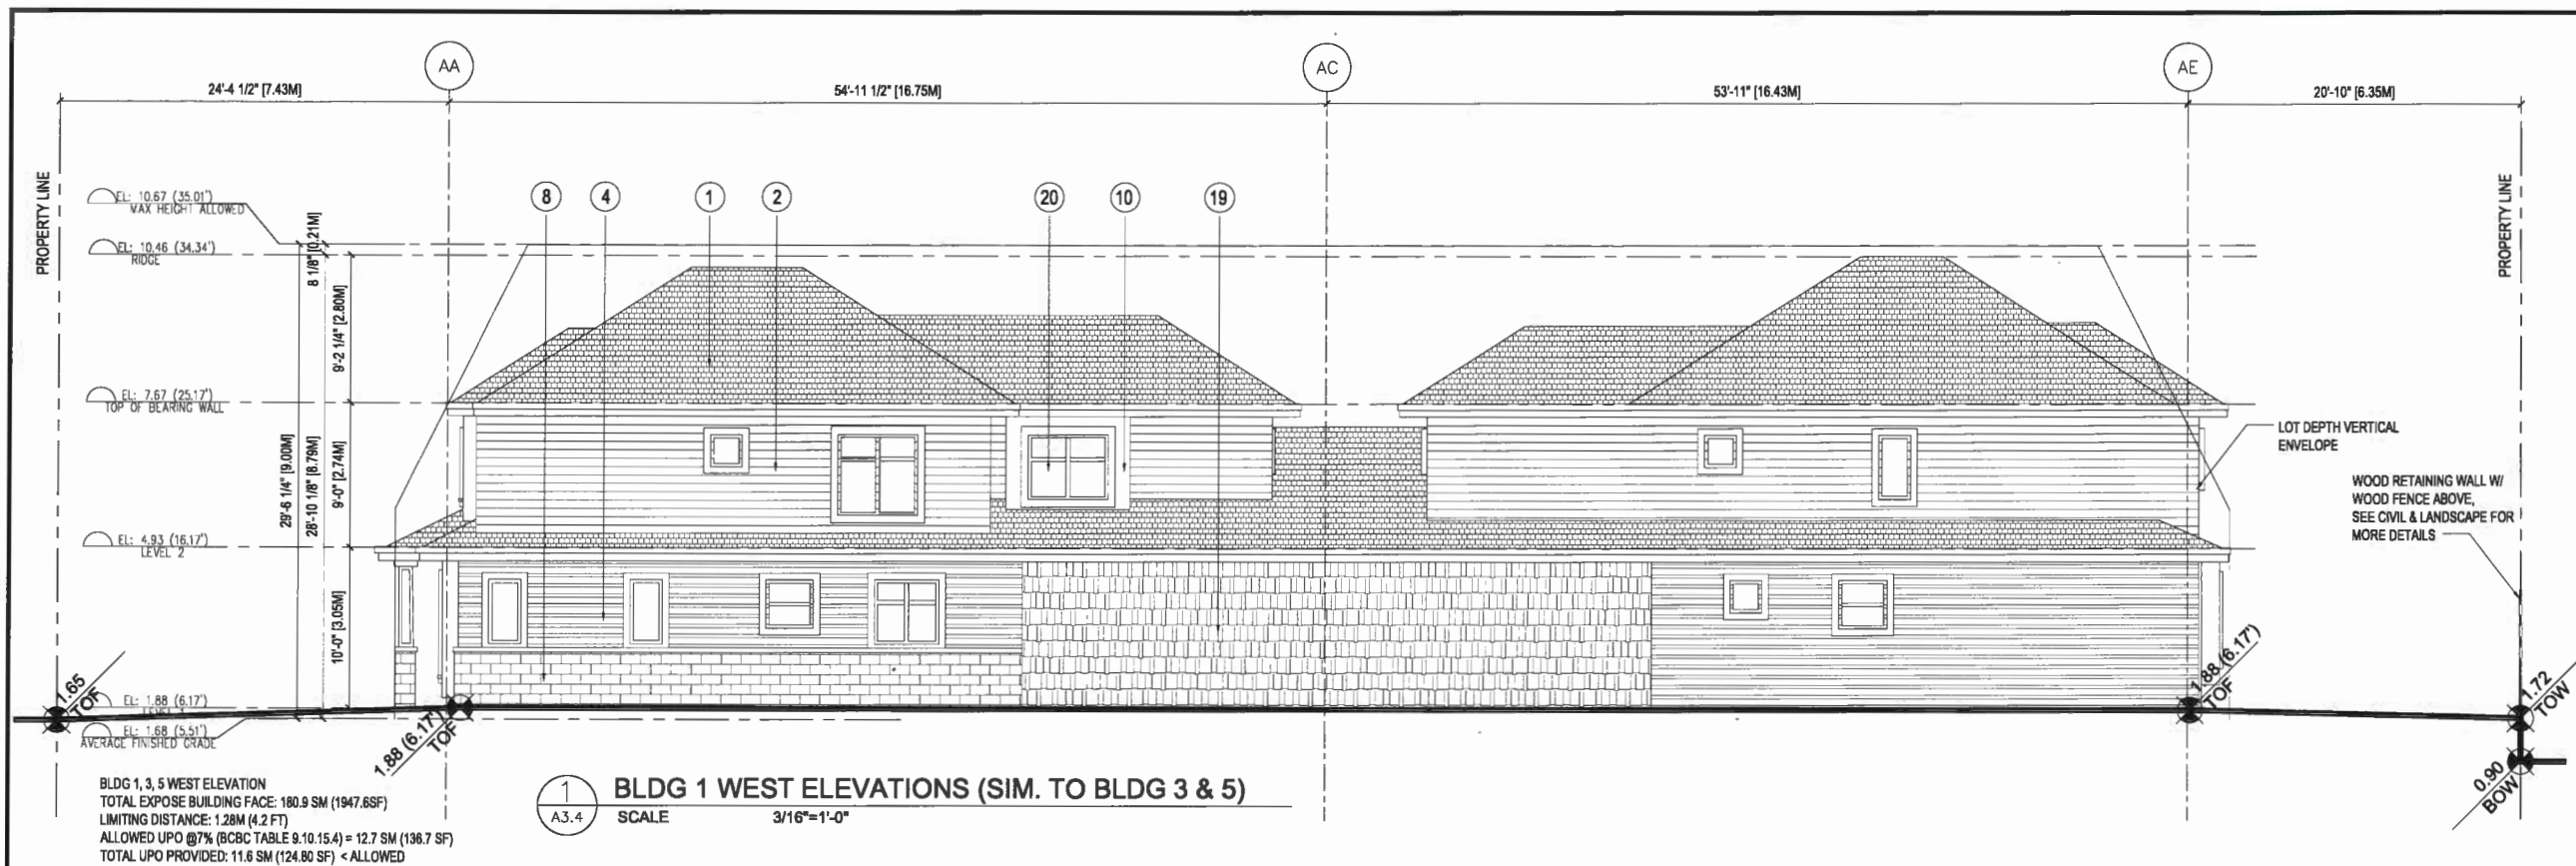 AA
AC
AE
24'-4 1/2" [7.43M]
54'-11 1/2" [16.75M]
53'-11" [16.43M]
20'-10" [6.35M]
PROPERTY LINE
EL: 10.67 (35.01')
MAX HEIGHT ALLOWED
EL: 10.46 (34.34')
RIDGE
EL: 7.67 (25.17')
TOP OF BEARING WALL
EL: 4.93 (16.17')
LEVEL 2
EL: 1.88 (6.17')
LEVEL 1
EL: 1.68 (5.51')
AVERAGE FINISHED GRADE
8 1/8" [0.21M]
9'-2 1/4" [2.80M]
9'-0" [2.74M]
10'-0" [3.05M]
29'-6 1/4" [9.00M]
28'-10 1/8" [8.79M]
8
4
1
2
20
10
19
PROPERTY LINE
LOT DEPTH VERTICAL
ENVELOPE
WOOD RETAINING WALL W/
WOOD FENCE ABOVE,
SEE CIVIL & LANDSCAPE FOR
MORE DETAILS
1.65
TOF
1.88 (6.17')
TOF
1.88 (6.17')
TOF
1.72
TOW
0.90
BOW
BLDG 1, 3, 5 WEST ELEVATION
TOTAL EXPOSE BUILDING FACE: 180.9 SM (1947.6SF)
LIMITING DISTANCE: 1.28M (4.2 FT)
ALLOWED UPO @7% (BCBC TABLE 9.10.15.4) = 12.7 SM (136.7 SF)
TOTAL UPO PROVIDED: 11.6 SM (124.80 SF) < ALLOWED
1
A3.4
BLDG 1 WEST ELEVATIONS (SIM. TO BLDG 3 & 5)
SCALE 3/16"=1'-0"